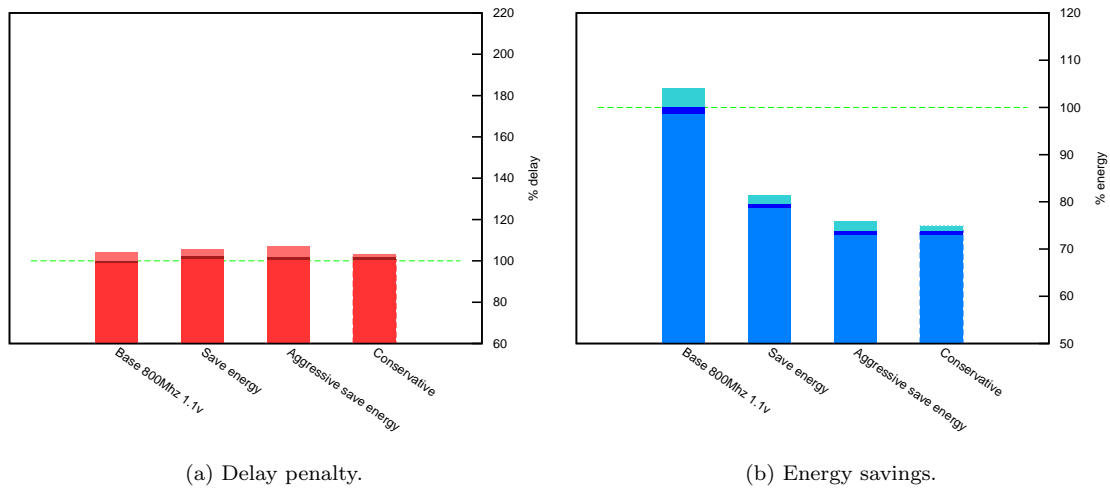 220
200
180
160
140
120
100
80
60
% delay
Base 800Mhz 1.1v
Save energy
Aggressive save energy
Conservative
(a) Delay penalty.
120
110
100
90
80
70
60
50
% energy
Base 800Mhz 1.1v
Save energy
Aggressive save energy
Conservative
(b) Energy savings.